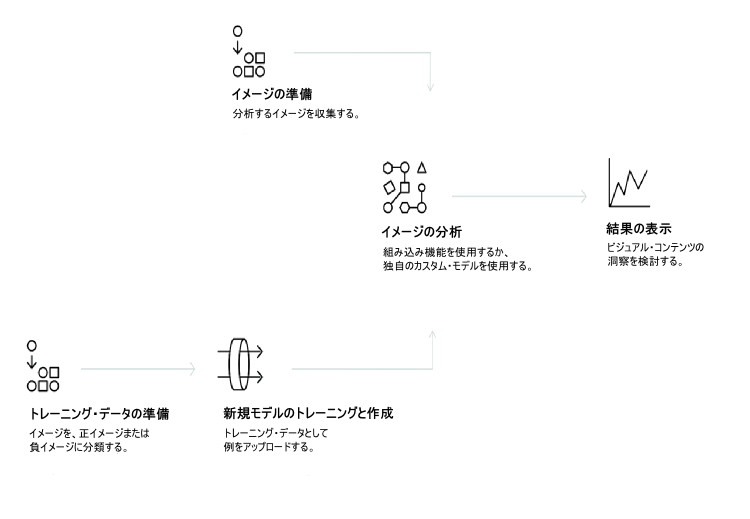 イメージの準備
分析するイメージを収集する。
イメージの分析
組み込み機能を使用するか、
独自のカスタム・モデルを使用する。
結果の表示
ビジュアル・コンテンツの
洞察を検討する。
トレーニング・データの準備
イメージを、正イメージまたは
負イメージに分類する。
新規モデルのトレーニングと作成
トレーニング・データとして
例をアップロードする。